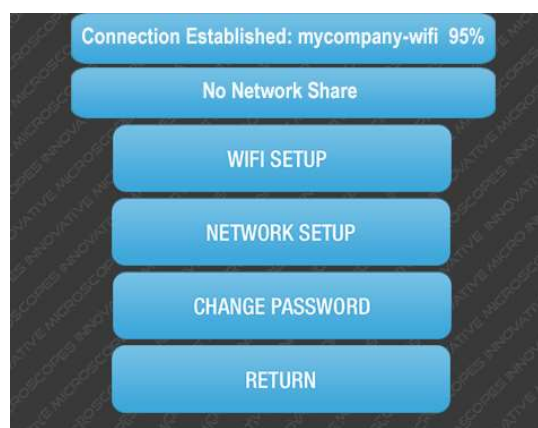 Connection Established: mycompany-wifi 95%
No Network Share
WIFI SETUP
NETWORK SETUP
CHANGE PASSWORD
RETURN